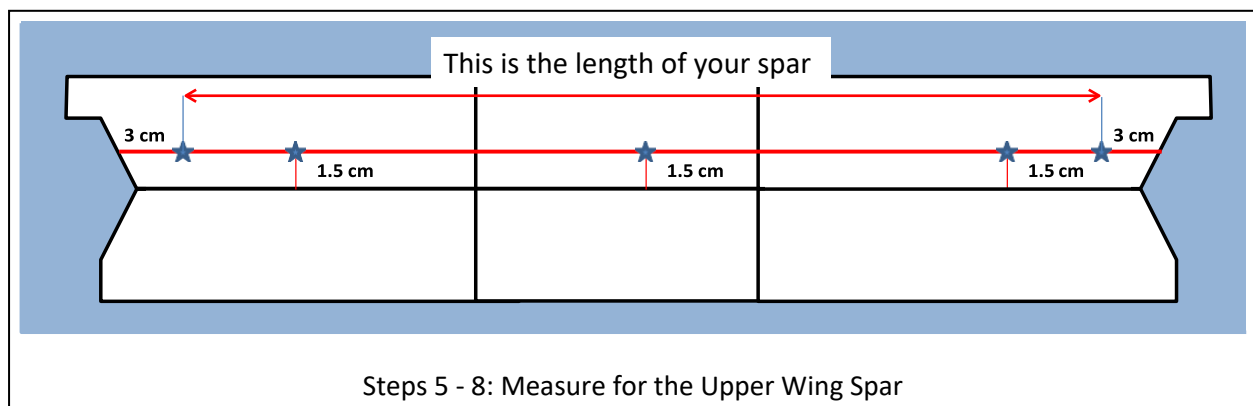 This is the length of your spar
3 cm
3 cm
1.5 cm
1.5 cm
1.5 cm
Steps 5 - 8: Measure for the Upper Wing Spar